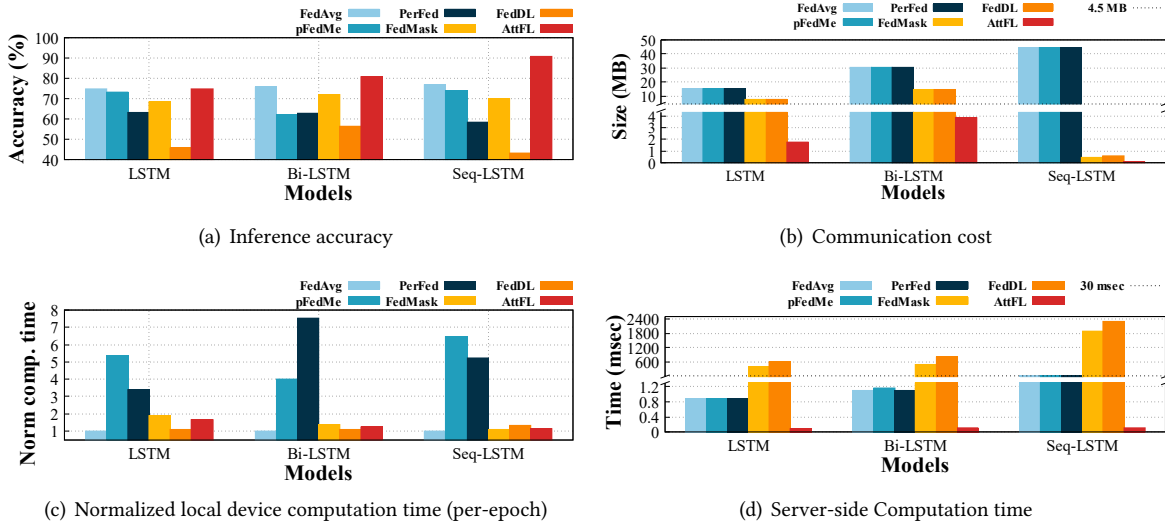 FedAvg PerFed FedDL
pFedMe FedMask AttFL
Accuracy (%)
100
90
80
70
60
50
40
LSTM Bi-LSTM Seq-LSTM
Models
(a) Inference accuracy
FedAvg PerFed FedDL 4.5 MB
pFedMe FedMask AttFL
Size (MB)
50
40
30
20
10
4
3
2
1
0
LSTM Bi-LSTM Seq-LSTM
Models
(b) Communication cost
FedAvg PerFed FedDL
pFedMe FedMask AttFL
Norm comp. time
8
7
6
5
4
3
2
1
LSTM Bi-LSTM Seq-LSTM
Models
(c) Normalized local device computation time (per-epoch)
FedAvg PerFed FedDL 30 msec
pFedMe FedMask AttFL
Time (msec)
2400
1800
1200
600
1.2
0.8
0.4
0
LSTM Bi-LSTM Seq-LSTM
Models
(d) Server-side Computation time